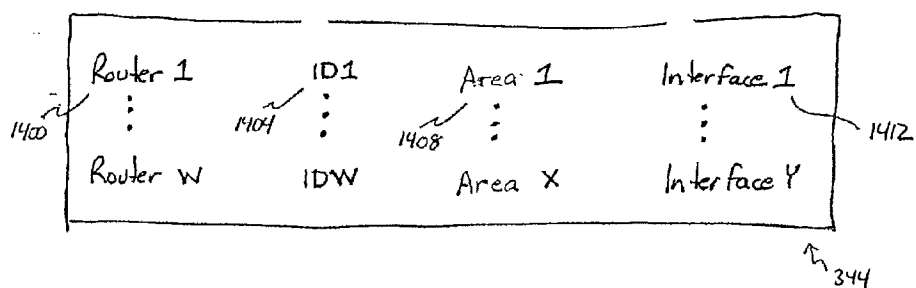 Router 1 ID1 Area 1 Interface 1
1400 1404 1408 1412
Router W IDW Area X Interface Y
344